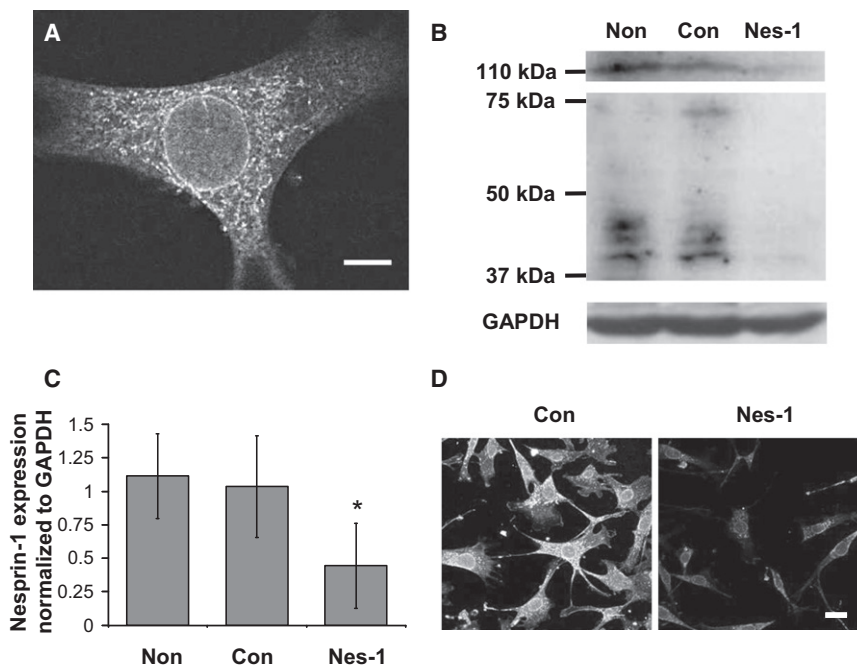 A
B
Non Con Nes-1
110 kDa
75 kDa
50 kDa
37 kDa
GAPDH
C
Nesprin-1 expression
normalized to GAPDH
1.5
1.25
1
0.75
0.5
0.25
0
*
Non Con Nes-1
D
Con Nes-1